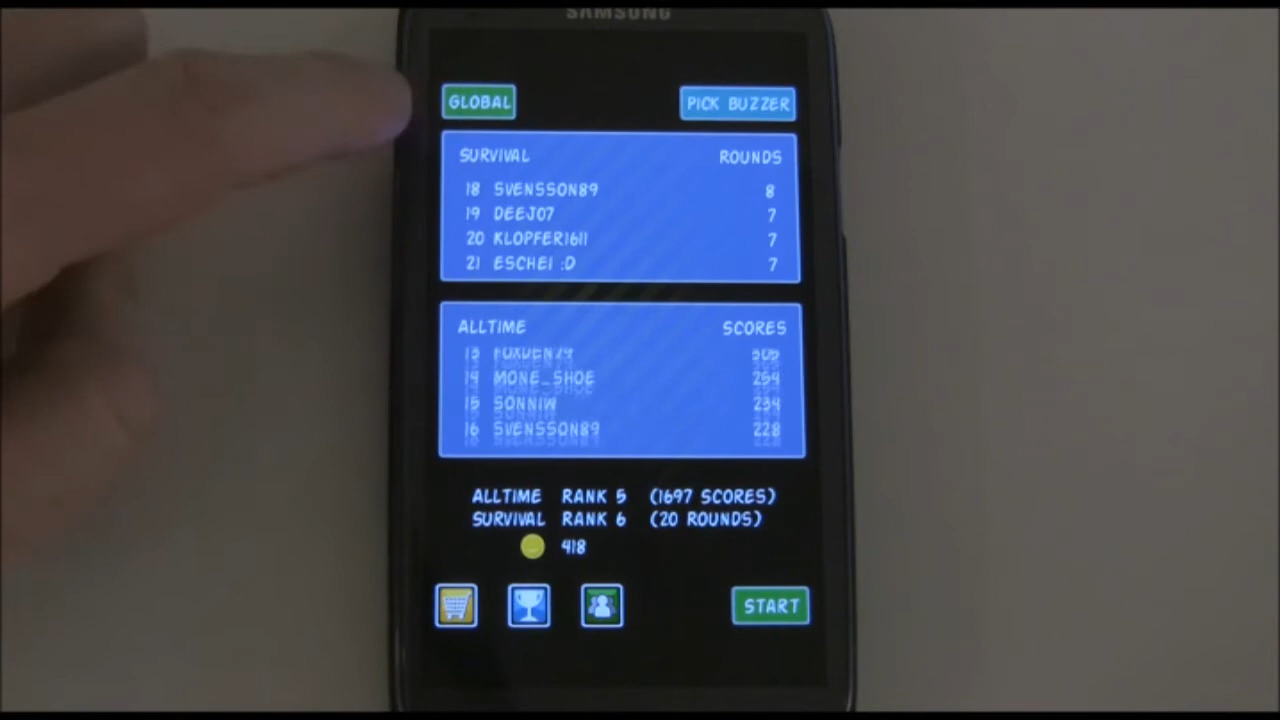 SAMSUNG
GLOBAL
PICK BUZZER
SURVIVAL ROUNDS
18 SVENSSON89 8
19 DEEJ07 7
20 KLOPFER1611 7
21 ESCHEI :D 7
ALLTIME SCORES
14 MONE_SHOE 254
15 SONNIW 234
16 SVENSSON89 228
ALLTIME RANK 5 (1697 SCORES)
SURVIVAL RANK 6 (20 ROUNDS)
418
START